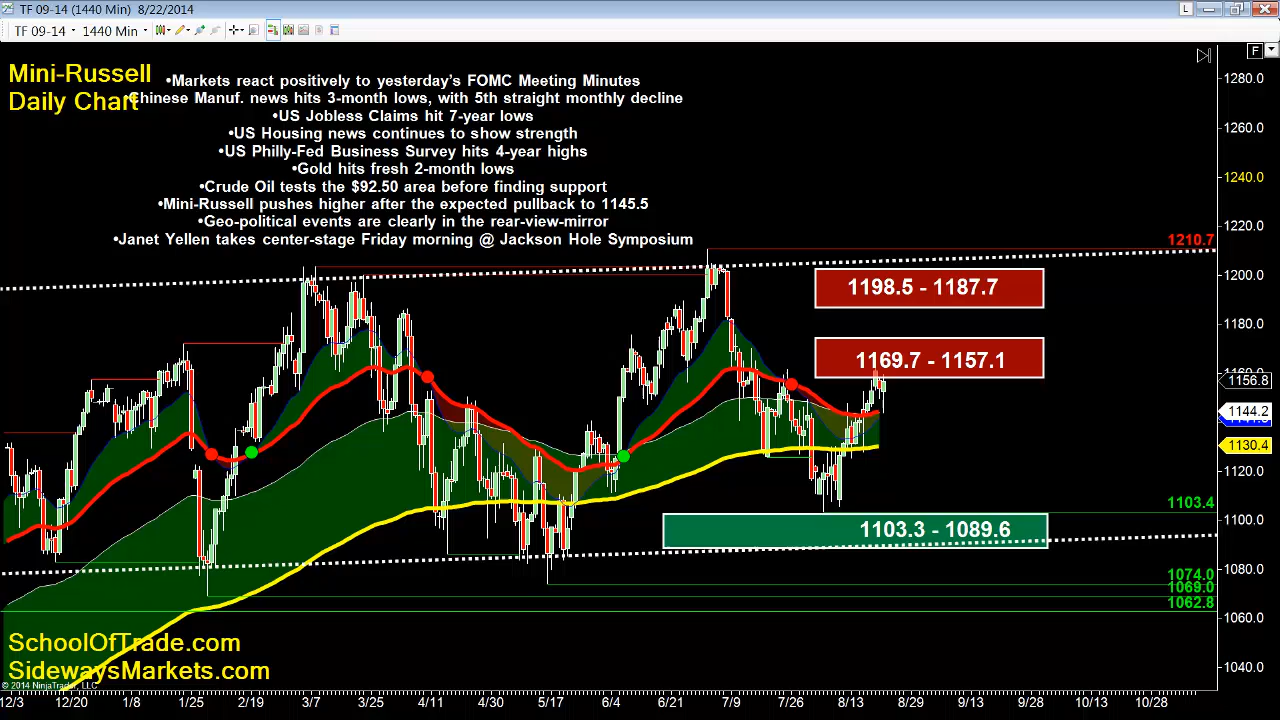 TF 09-14 (1440 Min) 8/22/2014
L
TF 09-14 1440 Min
F
Mini-Russell
Daily Chart
•Markets react positively to yesterday's FOMC Meeting Minutes
Chinese Manuf. news hits 3-month lows, with 5th straight monthly decline
•US Jobless Claims hit 7-year lows
•US Housing news continues to show strength
•US Philly-Fed Business Survey hits 4-year highs
•Gold hits fresh 2-month lows
•Crude Oil tests the $92.50 area before finding support
•Mini-Russell pushes higher after the expected pullback to 1145.5
•Geo-political events are clearly in the rear-view-mirror
•Janet Yellen takes center-stage Friday morning @ Jackson Hole Symposium
1280.0
1260.0
1240.0
1220.0
1210.7
1200.0
1198.5 - 1187.7
1180.0
1169.7 - 1157.1
1156.8
1144.2
1130.4
1120.0
1103.4
1100.0
1103.3 - 1089.6
1080.0
1074.0
1069.0
1062.8
1060.0
1040.0
SchoolOfTrade.com
SidewaysMarkets.com
© 2014 NinjaTrader, LLC
12/3 12/20 1/8 1/25 2/19 3/7 3/25 4/11 4/30 5/17 6/4 6/21 7/9 7/26 8/13 8/29 9/13 9/28 10/13 10/28